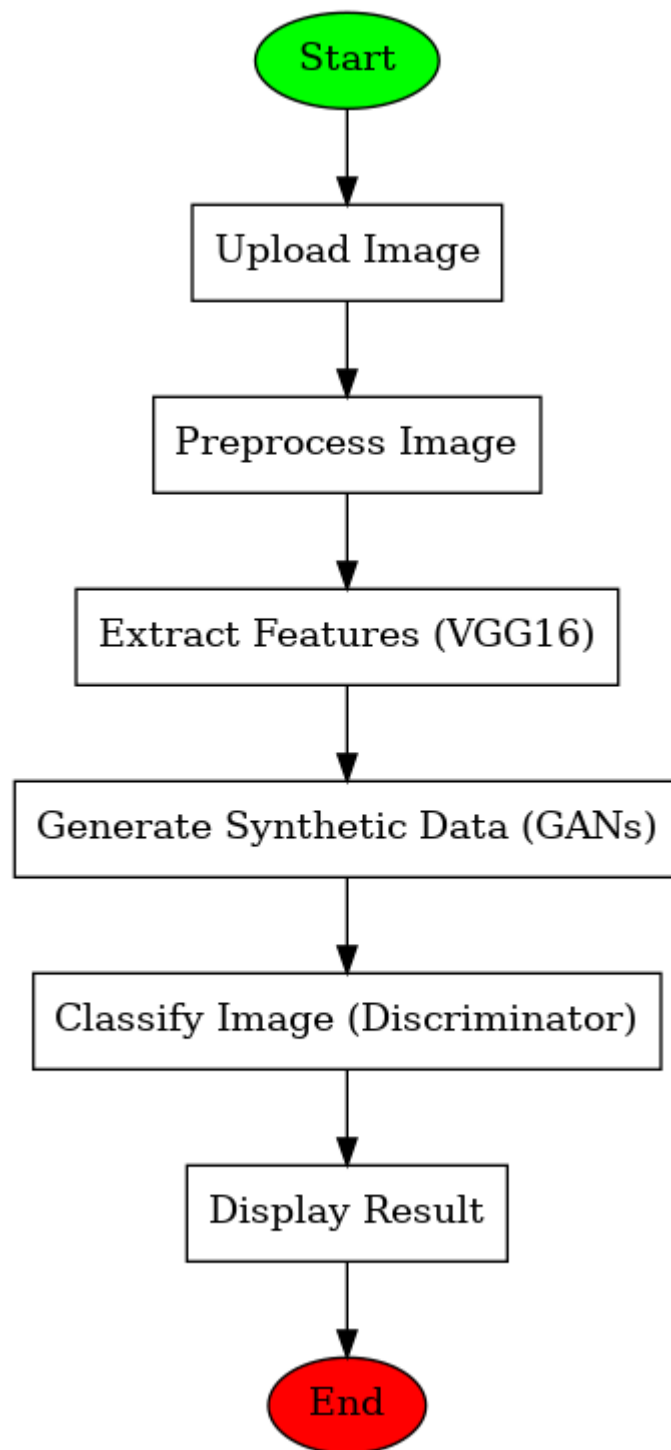 Start
Upload Image
Preprocess Image
Extract Features (VGG16)
Generate Synthetic Data (GANs)
Classify Image (Discriminator)
Display Result
End